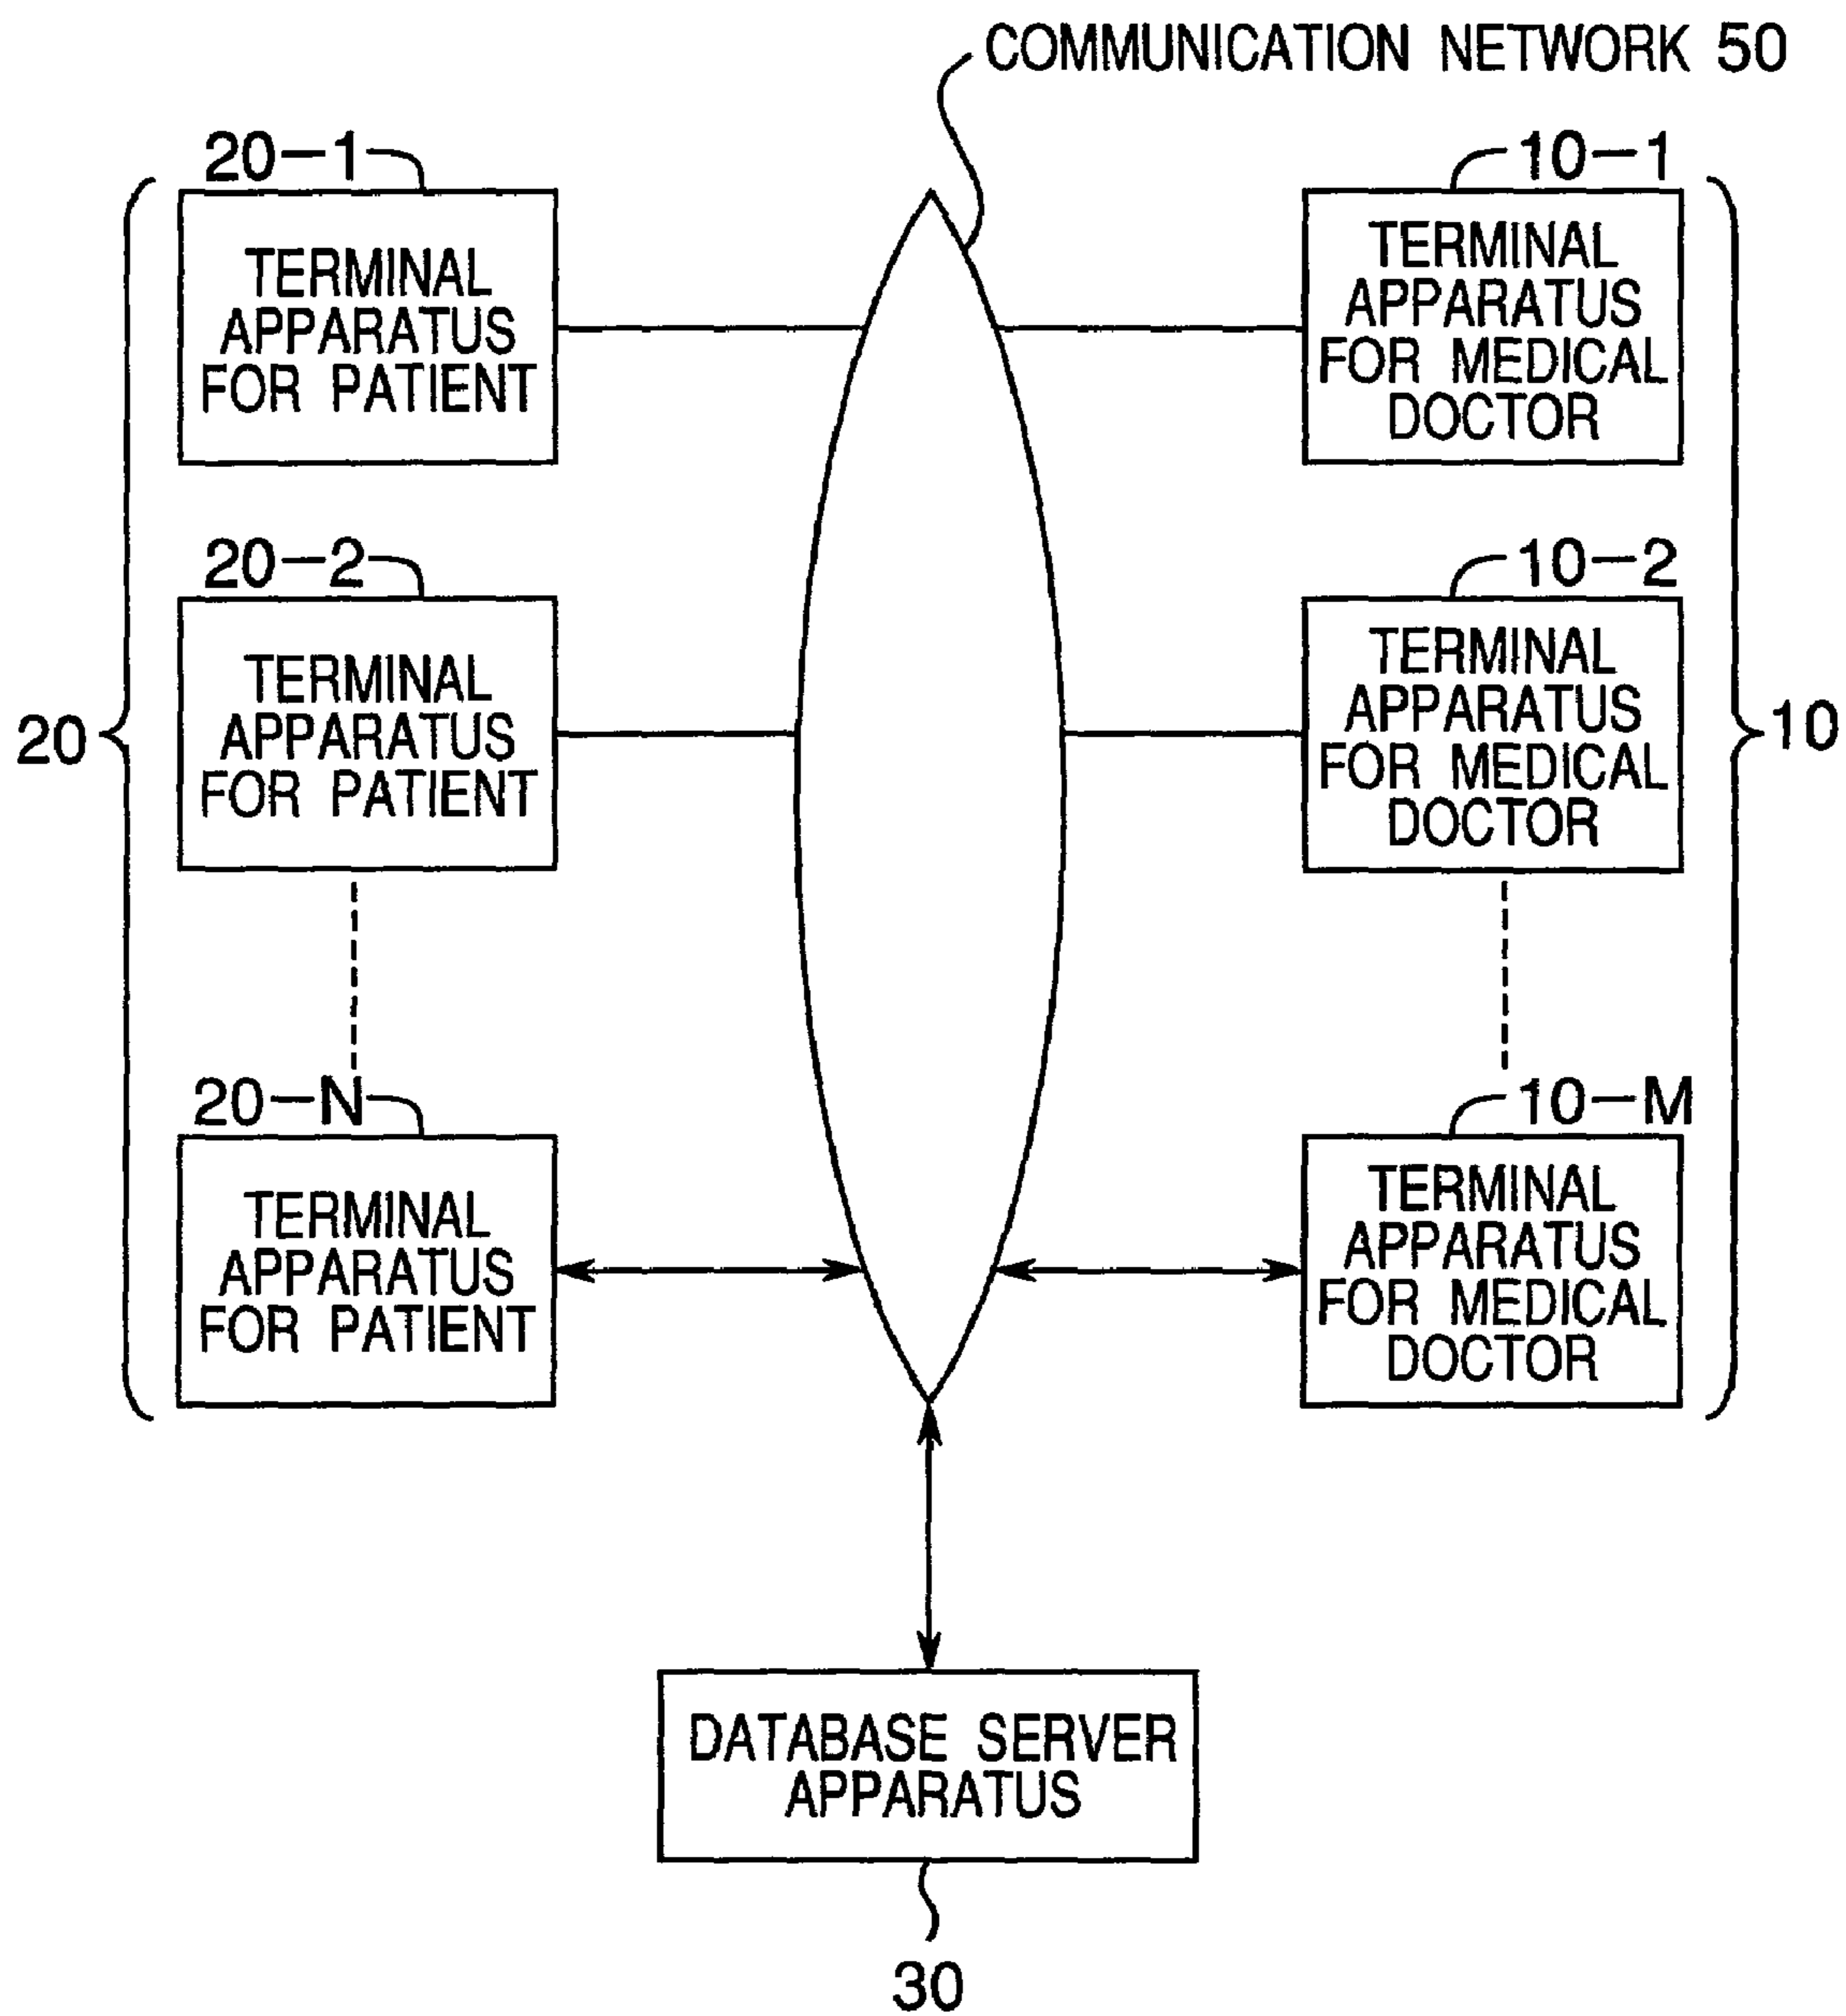 COMMUNICATION NETWORK 50
20-1
TERMINAL
APPARATUS
FOR PATIENT
10-1
TERMINAL
APPARATUS
FOR MEDICAL
DOCTOR
20-2
TERMINAL
APPARATUS
FOR PATIENT
10-2
TERMINAL
APPARATUS
FOR MEDICAL
DOCTOR
20
10
20-N
TERMINAL
APPARATUS
FOR PATIENT
10-M
TERMINAL
APPARATUS
FOR MEDICAL
DOCTOR
DATABASE SERVER
APPARATUS
30